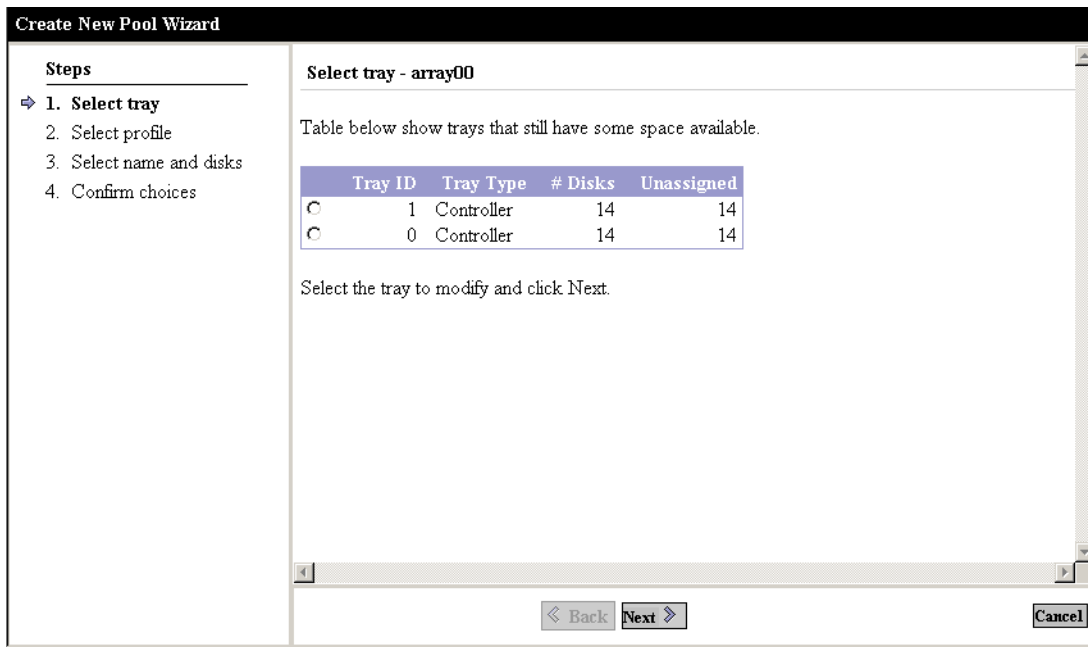 Create New Pool Wizard
Steps
1. Select tray
2. Select profile
3. Select name and disks
4. Confirm choices
Select tray - array00
Table below show trays that still have some space available.
Tray ID Tray Type # Disks Unassigned
1 Controller 14 14
0 Controller 14 14
Select the tray to modify and click Next.
Back Next Cancel